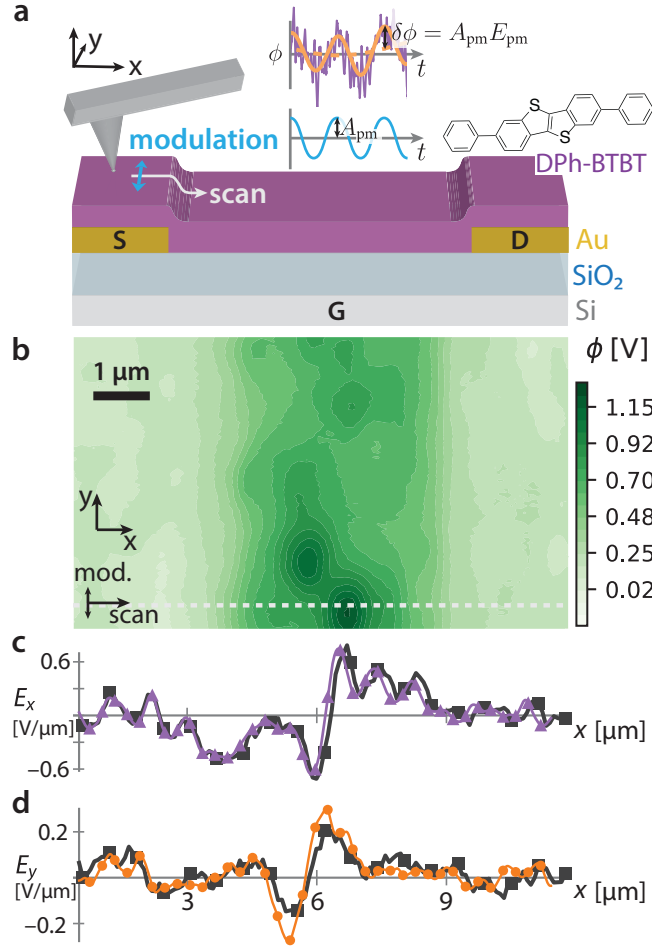 a
y
x
ϕ
t
δϕ = A_pm E_pm
modulation
A_pm
t
S
S
DPh-BTBT
scan
S
D
Au
SiO₂
G
Si
b
ϕ [V]
1 μm
1.15
0.92
0.70
0.48
0.25
0.02
y
x
mod.
scan
c
0.6
E_x
[V/μm]
−0.6
x [μm]
d
0.2
E_y
[V/μm]
−0.2
3
6
9
x [μm]